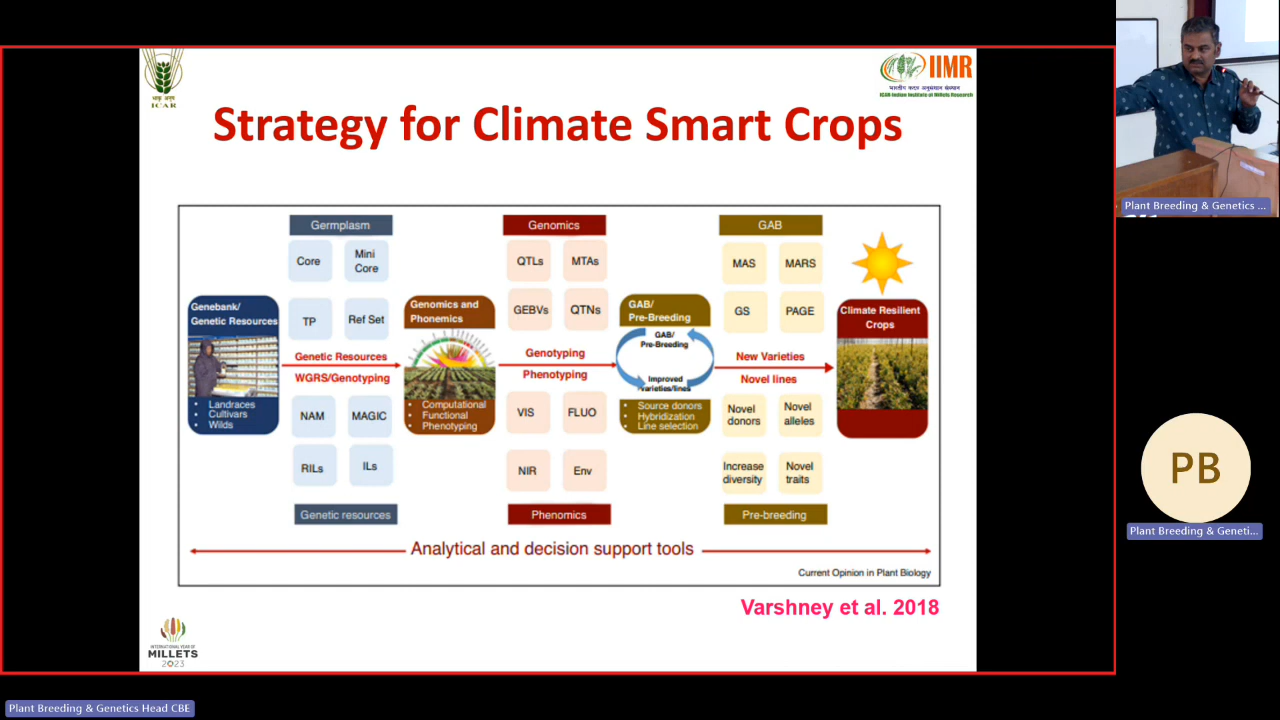 भाकृ अनुप
ICAR
IIMR
भारतीय कदन्न अनुसंधान संस्थान
ICAR-Indian Institute of Millets Research
Strategy for Climate Smart Crops
Germplasm
Core
Mini
Core
TP
Ref Set
Genebank/
Genetic Resources
Landraces
Cultivars
Wilds
Genetic Resources
WGRS/Genotyping
NAM
MAGIC
RILs
ILs
Genetic resources
Genomics and
Phonemics
Computational
Functional
Phenotyping
Genomics
QTLs
MTAs
GEBVs
QTNs
Genotyping
Phenotyping
VIS
FLUO
NIR
Env
Phenomics
GAB/
Pre-Breeding
GAB/
Pre-Breeding
Improved
varieties/lines
Source donors
Hybridization
Line selection
GAB
MAS
MARS
GS
PAGE
New Varieties
Novel lines
Novel
donors
Novel
alleles
Increase
diversity
Novel
traits
Pre-breeding
Climate Resilient
Crops
Analytical and decision support tools
Current Opinion in Plant Biology
Varshney et al. 2018
INTERNATIONAL YEAR OF
MILLETS
2023
Plant Breeding & Genetics ...
PB
Plant Breeding & Geneti...
Plant Breeding & Genetics Head CBE